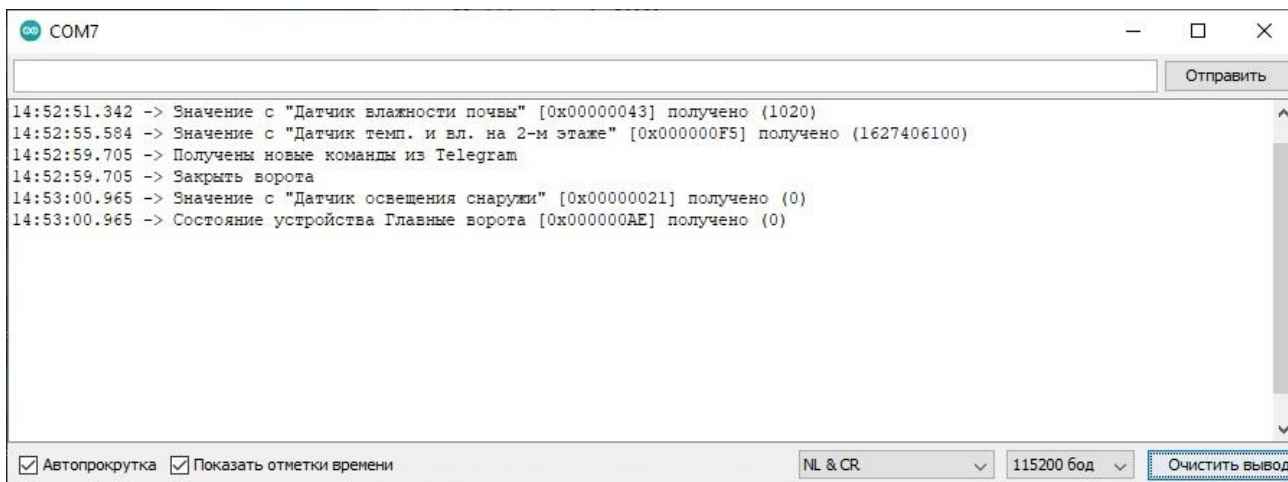 COM7
Отправить
14:52:51.342 -> Значение с "Датчик влажности почвы" [0x00000043] получено (1020)
14:52:55.584 -> Значение с "Датчик темп. и вл. на 2-м этаже" [0x000000F5] получено (1627406100)
14:52:59.705 -> Получены новые команды из Telegram
14:52:59.705 -> Закрыть ворота
14:53:00.965 -> Значение с "Датчик освещения снаружи" [0x00000021] получено (0)
14:53:00.965 -> Состояние устройства Главные ворота [0x000000AE] получено (0)
Автопрокрутка Показать отметки времени NL & CR 115200 бод Очистить вывод